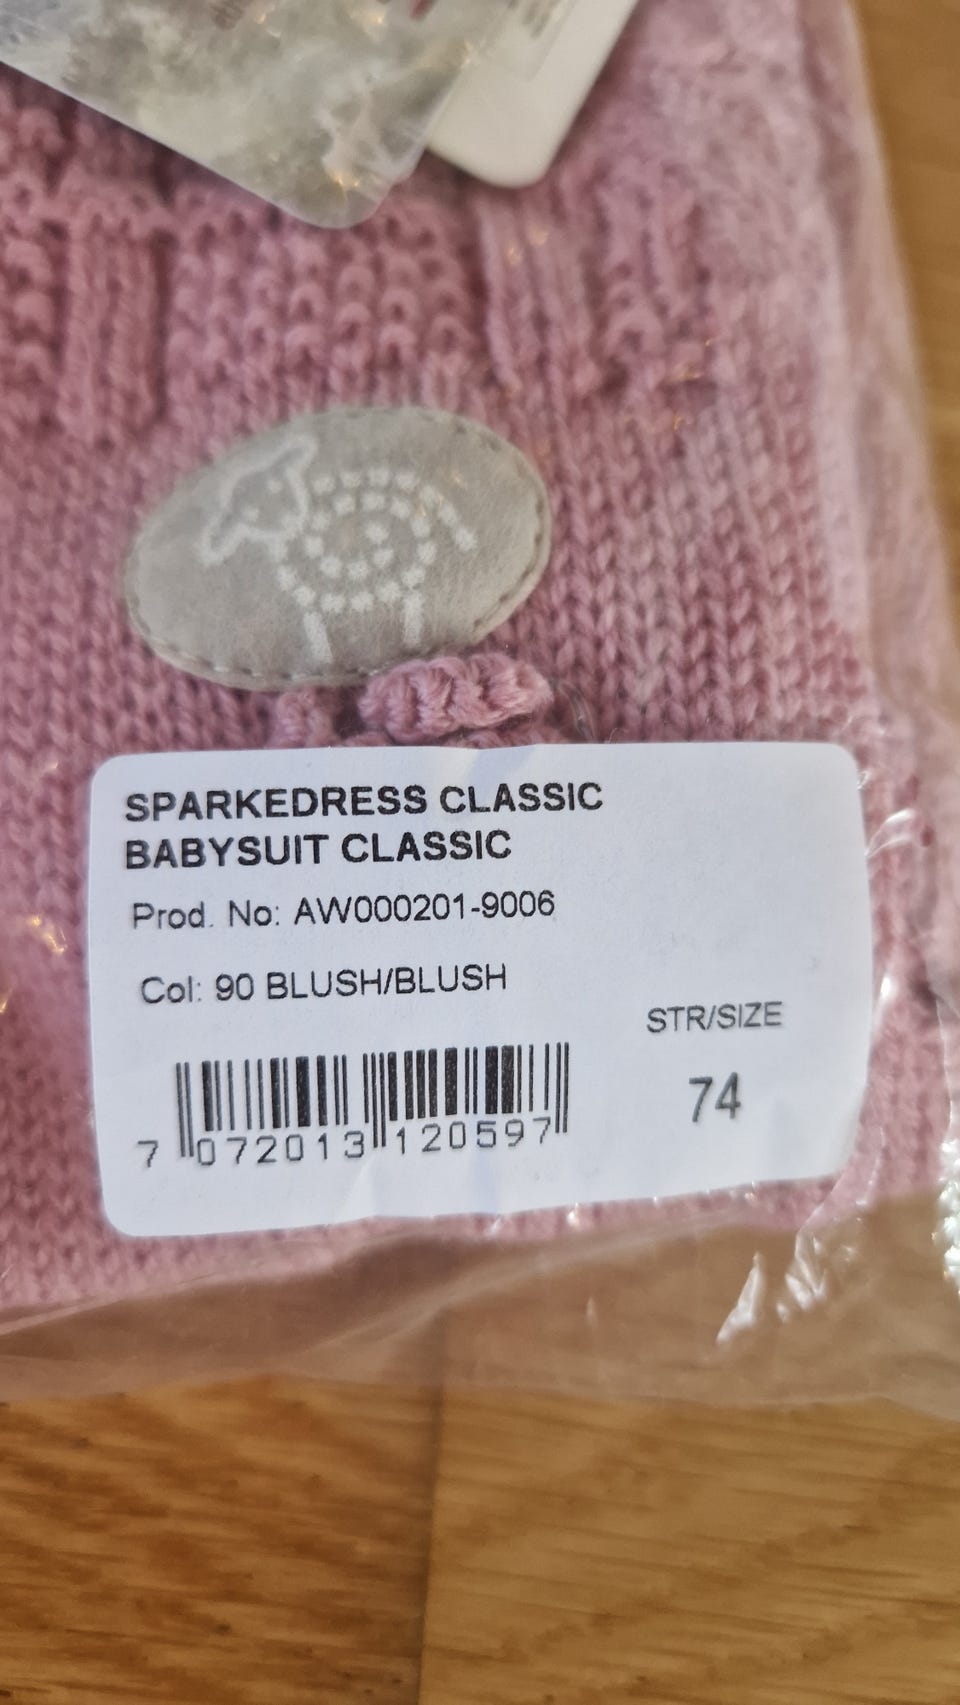 SPARKEDRESS CLASSIC
BABYSUIT CLASSIC
Prod. No: AW000201-9006
Col: 90 BLUSH/BLUSH
STR/SIZE
74
7 072013 120597